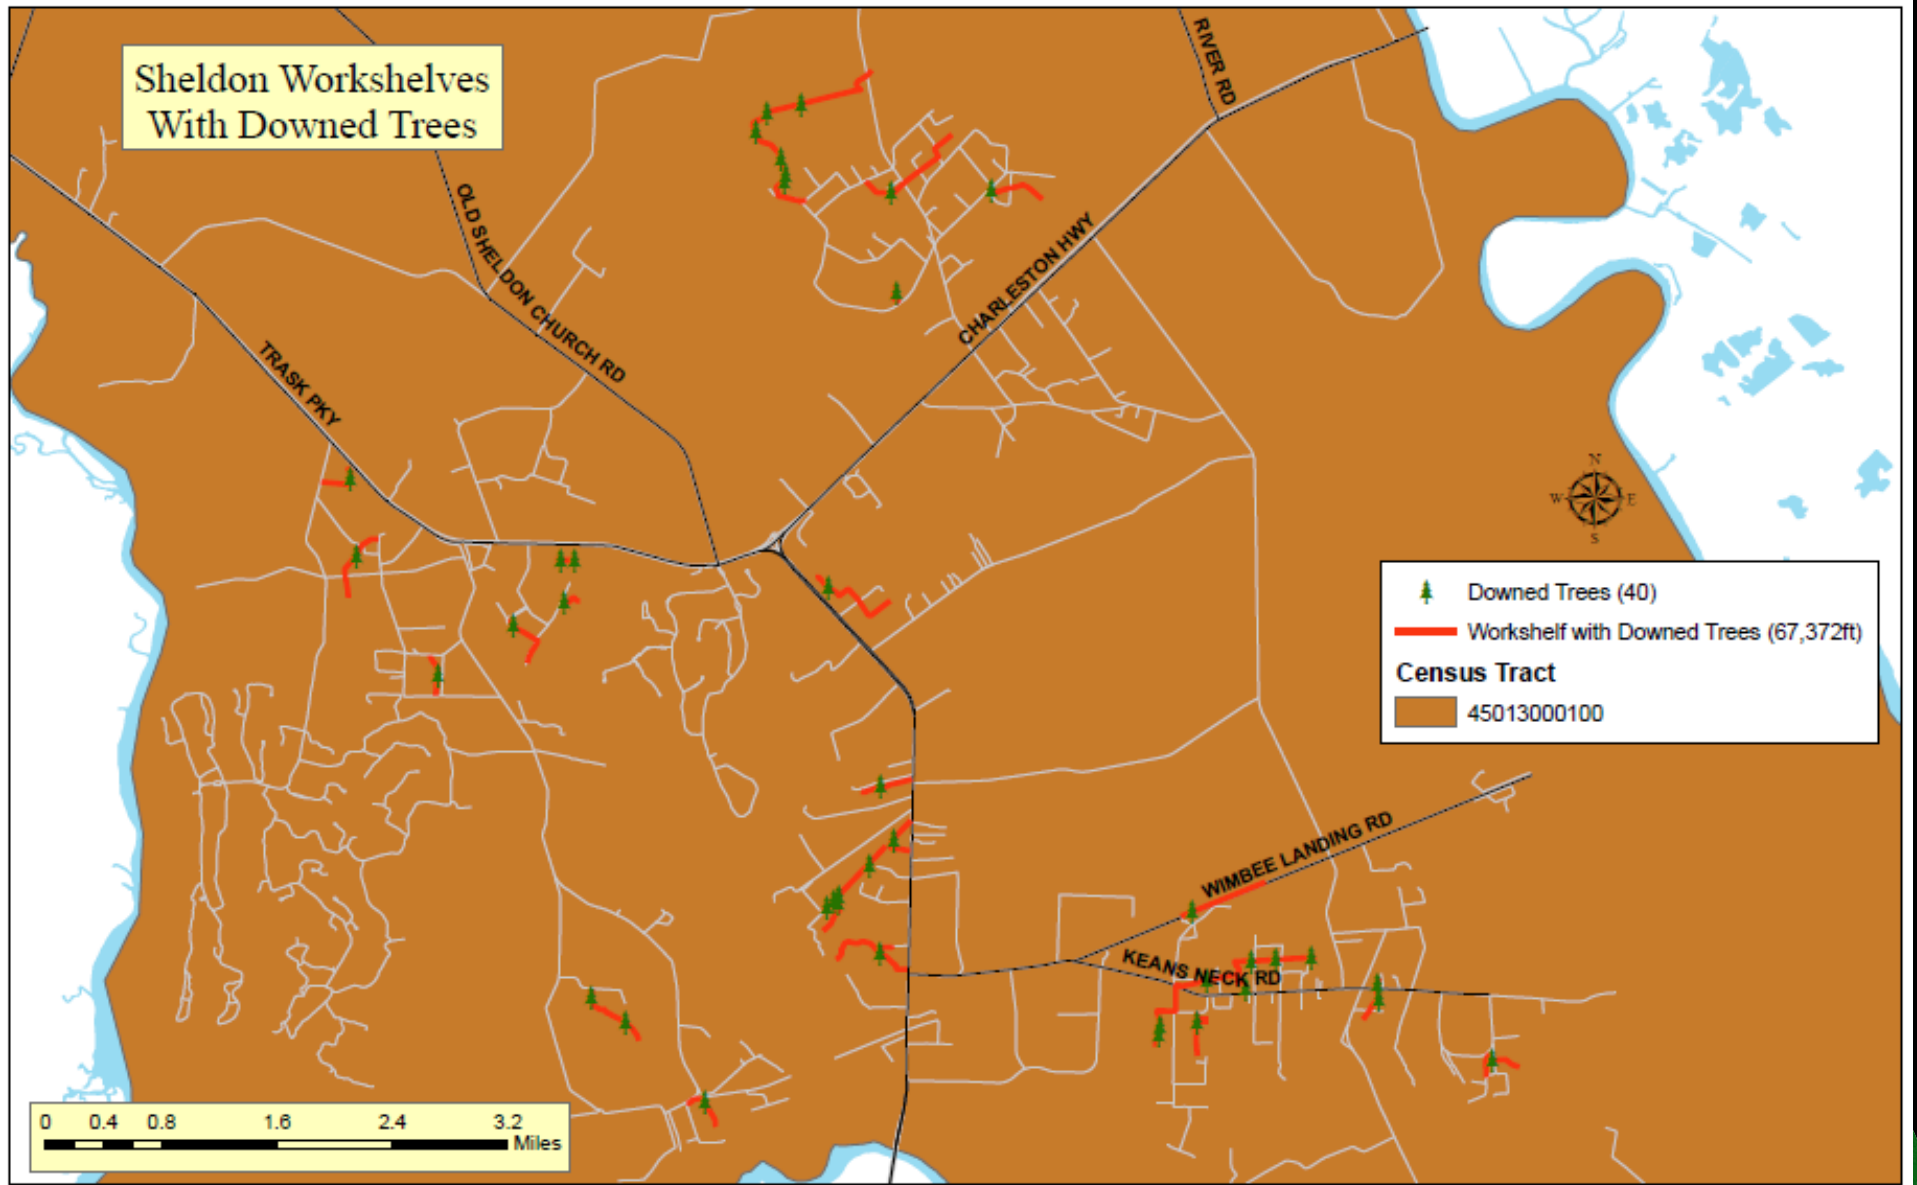 Sheldon Workshelves
With Downed Trees
RIVER RD
OLD SHELDON CHURCH RD
CHARLESTON HWY
TRASK PKY
N
W E
S
Downed Trees (40)
Workshelf with Downed Trees (67,372ft)
Census Tract
45013000100
WIMBEE LANDING RD
KEANS NECK RD
0 0.4 0.8 1.6 2.4 3.2
Miles